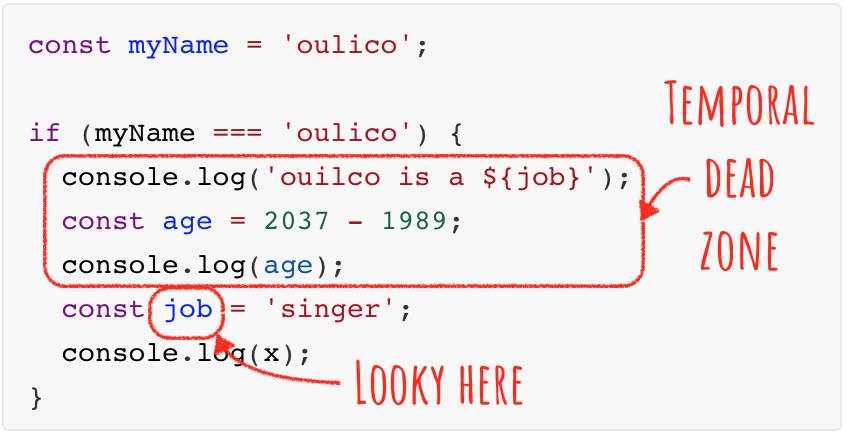 const myName = 'oulico';
if (myName === 'oulico') {
console.log('ouilco is a ${job}');
const age = 2037 - 1989;
console.log(age);
const job = 'singer';
console.log(x);
}
TEMPORAL
DEAD
ZONE
LOOKY HERE